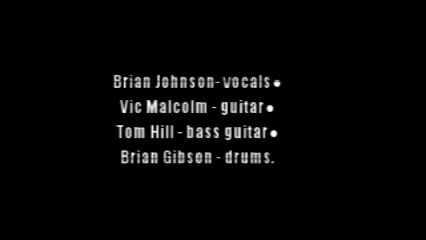 Brian Johnson- vocals●
Vic Malcolm - guitar●
Tom Hill - bass guitar●
Brian Gibson - drums.